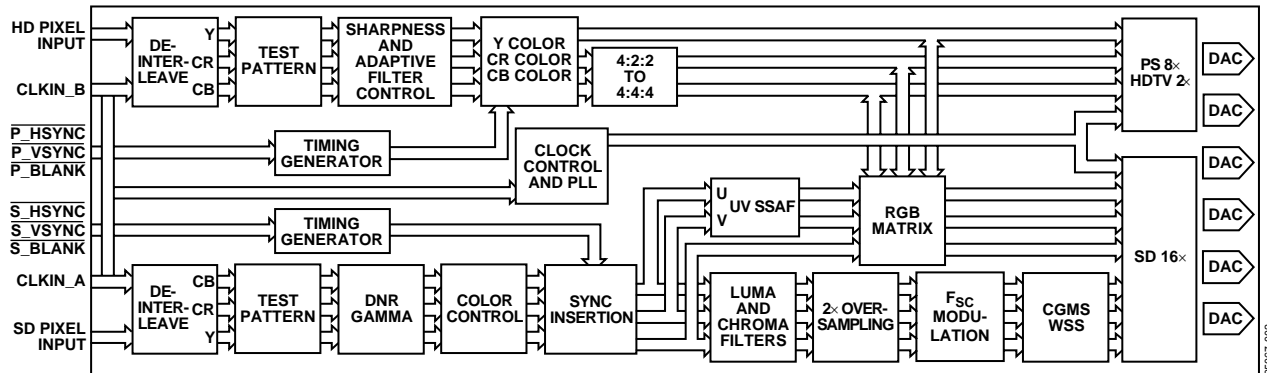 HD PIXEL
INPUT
CLKIN_B
P_HSYNC
P_VSYNC
P_BLANK
S_HSYNC
S_VSYNC
S_BLANK
CLKIN_A
SD PIXEL
INPUT
DE-
INTER-
LEAVE
Y
CR
CB
TEST
PATTERN
SHARPNESS
AND
ADAPTIVE
FILTER
CONTROL
Y COLOR
CR COLOR
CB COLOR
4:2:2
TO
4:4:4
PS 8×
HDTV 2×
TIMING
GENERATOR
CLOCK
CONTROL
AND PLL
TIMING
GENERATOR
U
V
UV SSAF
RGB
MATRIX
SD 16×
DE-
INTER-
LEAVE
CB
CR
Y
TEST
PATTERN
DNR
GAMMA
COLOR
CONTROL
SYNC
INSERTION
LUMA
AND
CHROMA
FILTERS
2× OVER-
SAMPLING
FSC
MODU-
LATION
CGMS
WSS
DAC
DAC
DAC
DAC
DAC
DAC